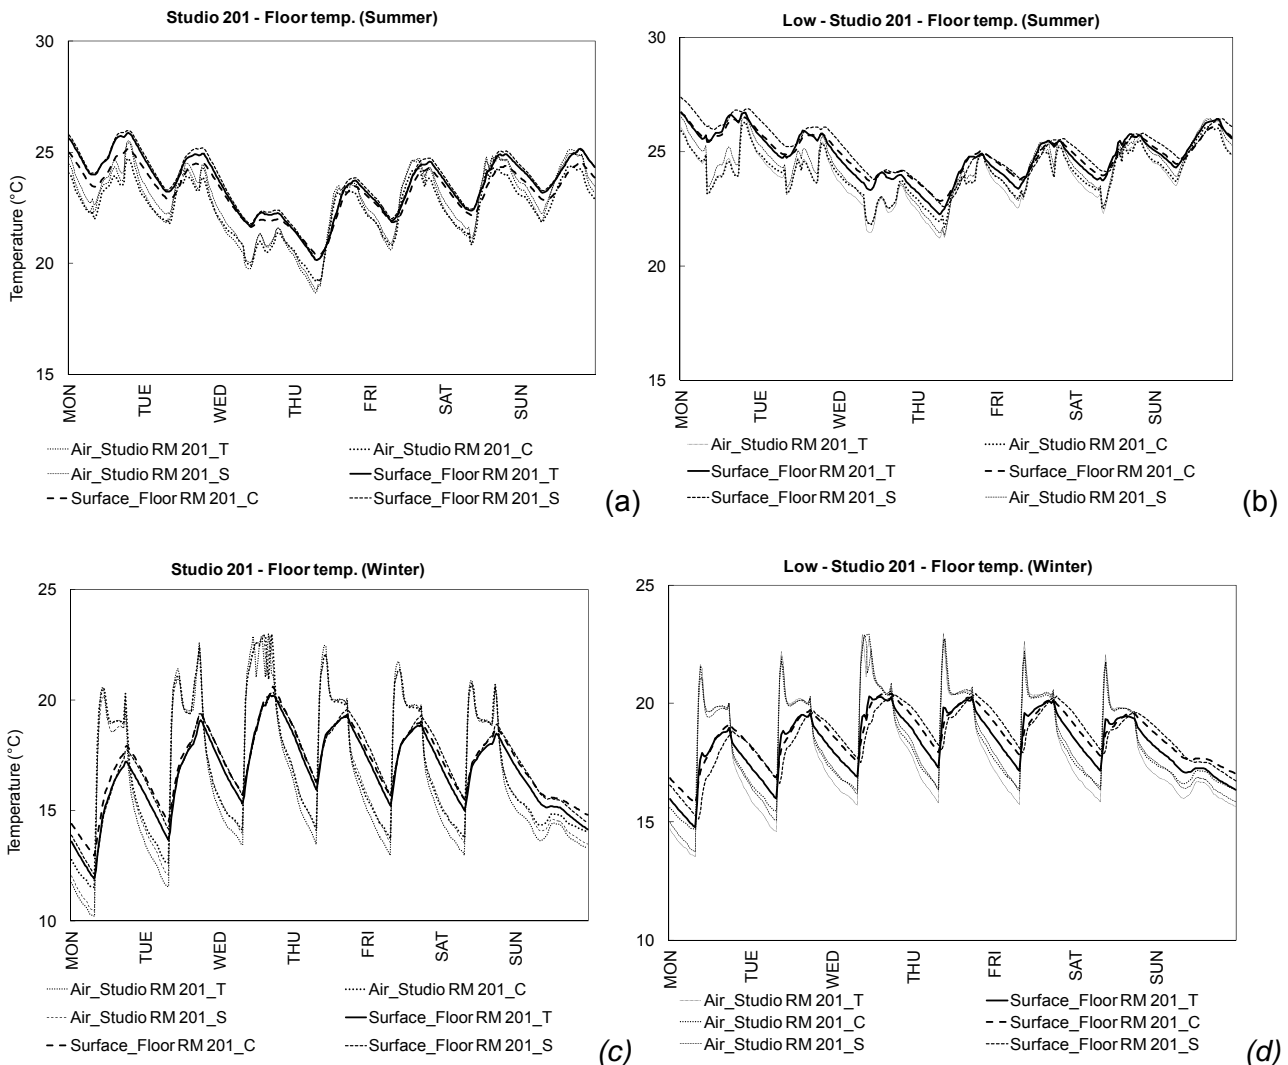 Studio 201 - Floor temp. (Summer)
30
25
20
15
Temperature (°C)
MON
TUE
WED
THU
FRI
SAT
SUN
Air_Studio RM 201_T
Air_Studio RM 201_C
Air_Studio RM 201_S
Surface_Floor RM 201_T
Surface_Floor RM 201_C
Surface_Floor RM 201_S
(a)
Low - Studio 201 - Floor temp. (Summer)
30
25
20
15
MON
TUE
WED
THU
FRI
SAT
SUN
Air_Studio RM 201_T
Air_Studio RM 201_C
Surface_Floor RM 201_T
Surface_Floor RM 201_C
Surface_Floor RM 201_S
Air_Studio RM 201_S
(b)
Studio 201 - Floor temp. (Winter)
25
20
15
10
Temperature (°C)
MON
TUE
WED
THU
FRI
SAT
SUN
Air_Studio RM 201_T
Air_Studio RM 201_C
Air_Studio RM 201_S
Surface_Floor RM 201_T
Surface_Floor RM 201_C
Surface_Floor RM 201_S
(c)
Low - Studio 201 - Floor temp. (Winter)
25
20
15
10
MON
TUE
WED
THU
FRI
SAT
SUN
Air_Studio RM 201_T
Surface_Floor RM 201_T
Air_Studio RM 201_C
Surface_Floor RM 201_C
Air_Studio RM 201_S
Surface_Floor RM 201_S
(d)